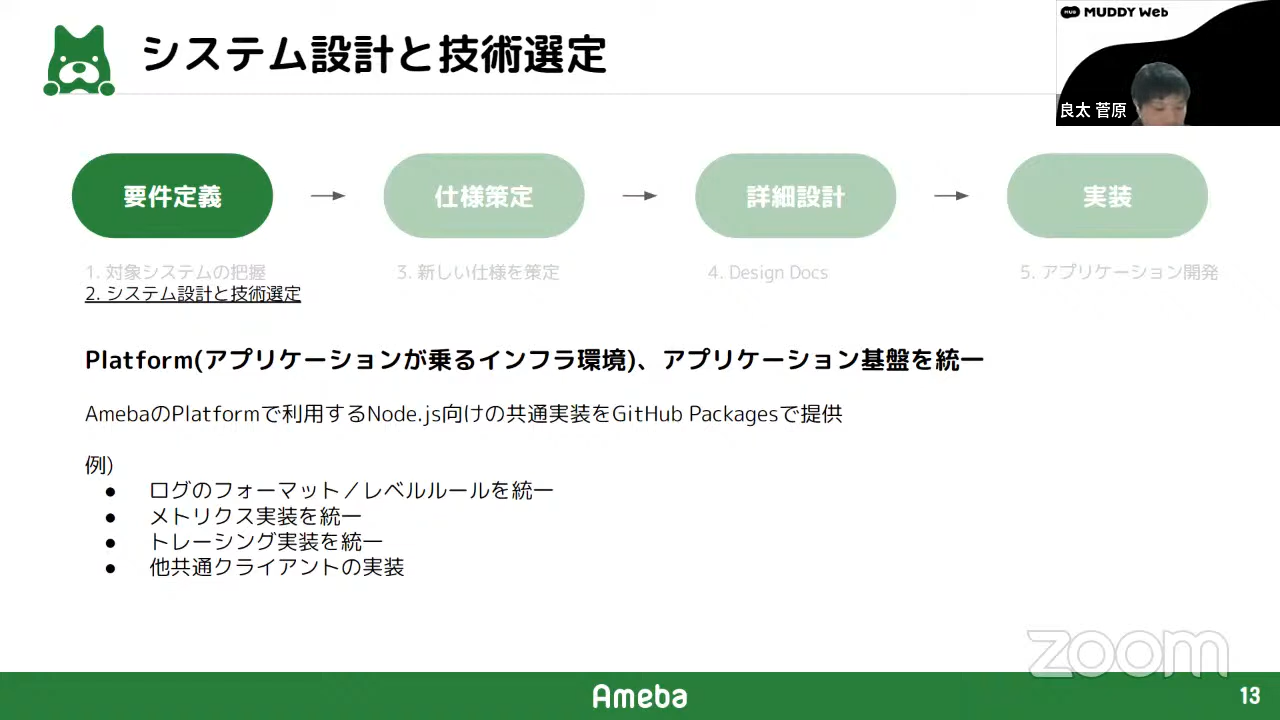 システム設計と技術選定
MUDDY Web
良太 菅原
要件定義
仕様策定
詳細設計
実装
1. 対象システムの把握
2. システム設計と技術選定
3. 新しい仕様を策定
4. Design Docs
5. アプリケーション開発
Platform(アプリケーションが乗るインフラ環境)、アプリケーション基盤を統一
AmebaのPlatformで利用するNode.js向けの共通実装をGitHub Packagesで提供
例)
● ログのフォーマット／レベルルールを統一
● メトリクス実装を統一
● トレーシング実装を統一
● 他共通クライアントの実装
zoom
Ameba
13